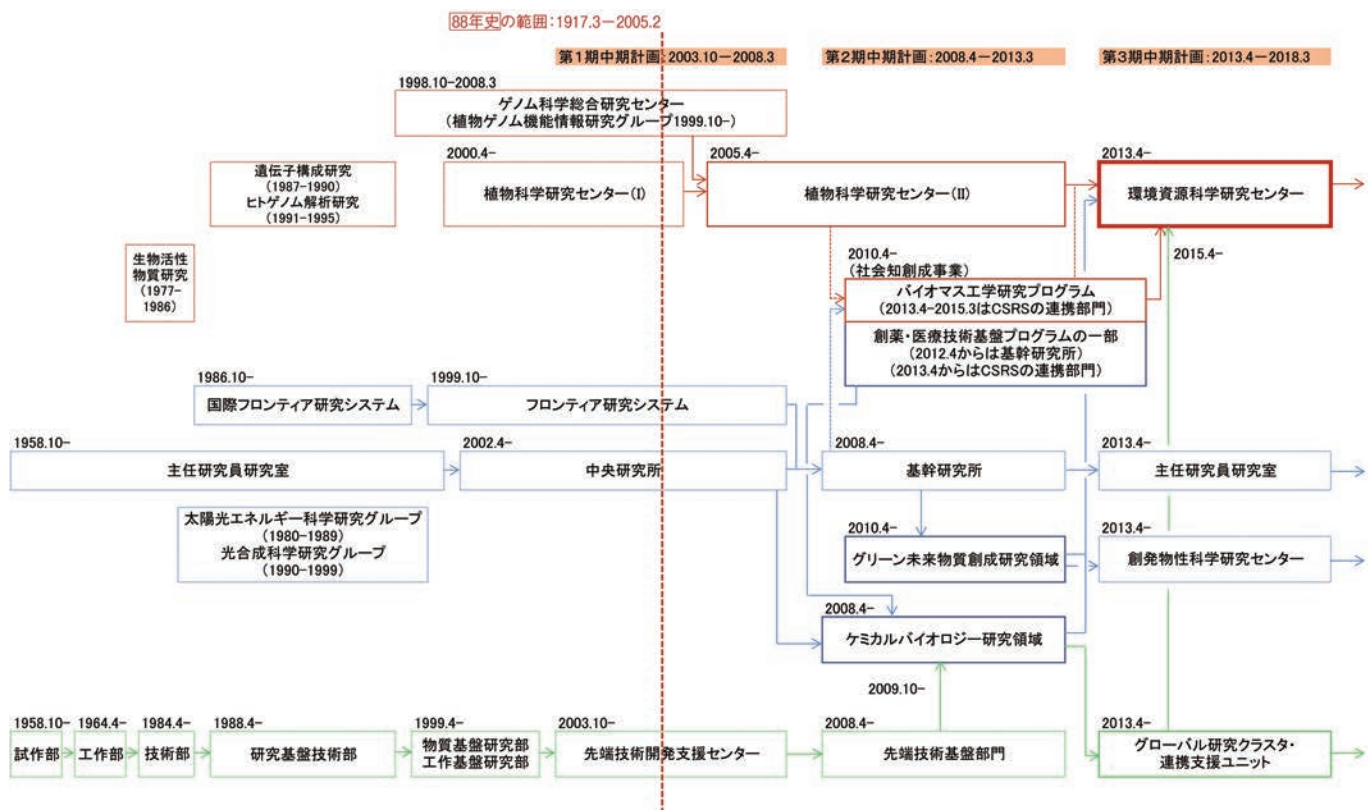 88年史の範囲:1917.3−2005.2
第1期中期計画:2003.10−2008.3
第2期中期計画:2008.4−2013.3
第3期中期計画:2013.4−2018.3
1998.10-2008.3
ゲノム科学総合研究センター
(植物ゲノム機能情報研究グループ1999.10-)
遺伝子構成研究
(1987-1990)
ヒトゲノム解析研究
(1991-1995)
2000.4-
植物科学研究センター(I)
2005.4-
植物科学研究センター(II)
2013.4-
環境資源科学研究センター
生物活性
物質研究
(1977-
1986)
2010.4-
(社会知創成事業)
バイオマス工学研究プログラム
(2013.4-2015.3はCSRSの連携部門)
2015.4-
創薬・医療技術基盤プログラムの一部
(2012.4からは基幹研究所)
(2013.4からはCSRSの連携部門)
1986.10-
国際フロンティア研究システム
1999.10-
フロンティア研究システム
1958.10-
主任研究員研究室
2002.4-
中央研究所
2008.4-
基幹研究所
2013.4-
主任研究員研究室
太陽光エネルギー科学研究グループ
(1980-1989)
光合成科学研究グループ
(1990-1999)
2010.4-
グリーン未来物質創成研究領域
2013.4-
創発物性科学研究センター
2008.4-
ケミカルバイオロジー研究領域
2009.10-
1958.10-
試作部
1964.4-
工作部
1984.4-
技術部
1988.4-
研究基盤技術部
1999.4-
物質基盤研究部
工作基盤研究部
2003.10-
先端技術開発支援センター
2008.4-
先端技術基盤部門
2013.4-
グローバル研究クラスタ・
連携支援ユニット